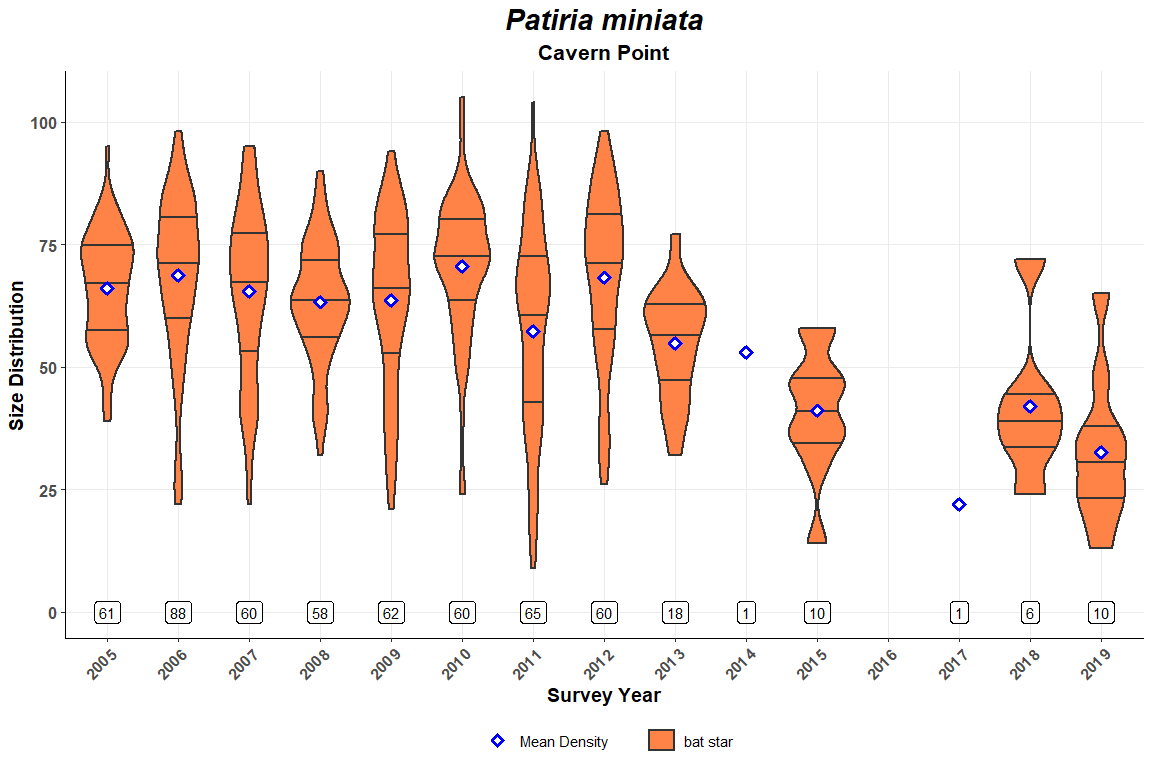 Patiria miniata
Cavern Point
Size Distribution
100
75
50
25
0
61 88 60 58 62 60 65 60 18 1 10 1 6 10
2005 2006 2007 2008 2009 2010 2011 2012 2013 2014 2015 2016 2017 2018 2019
Survey Year
Mean Density bat star